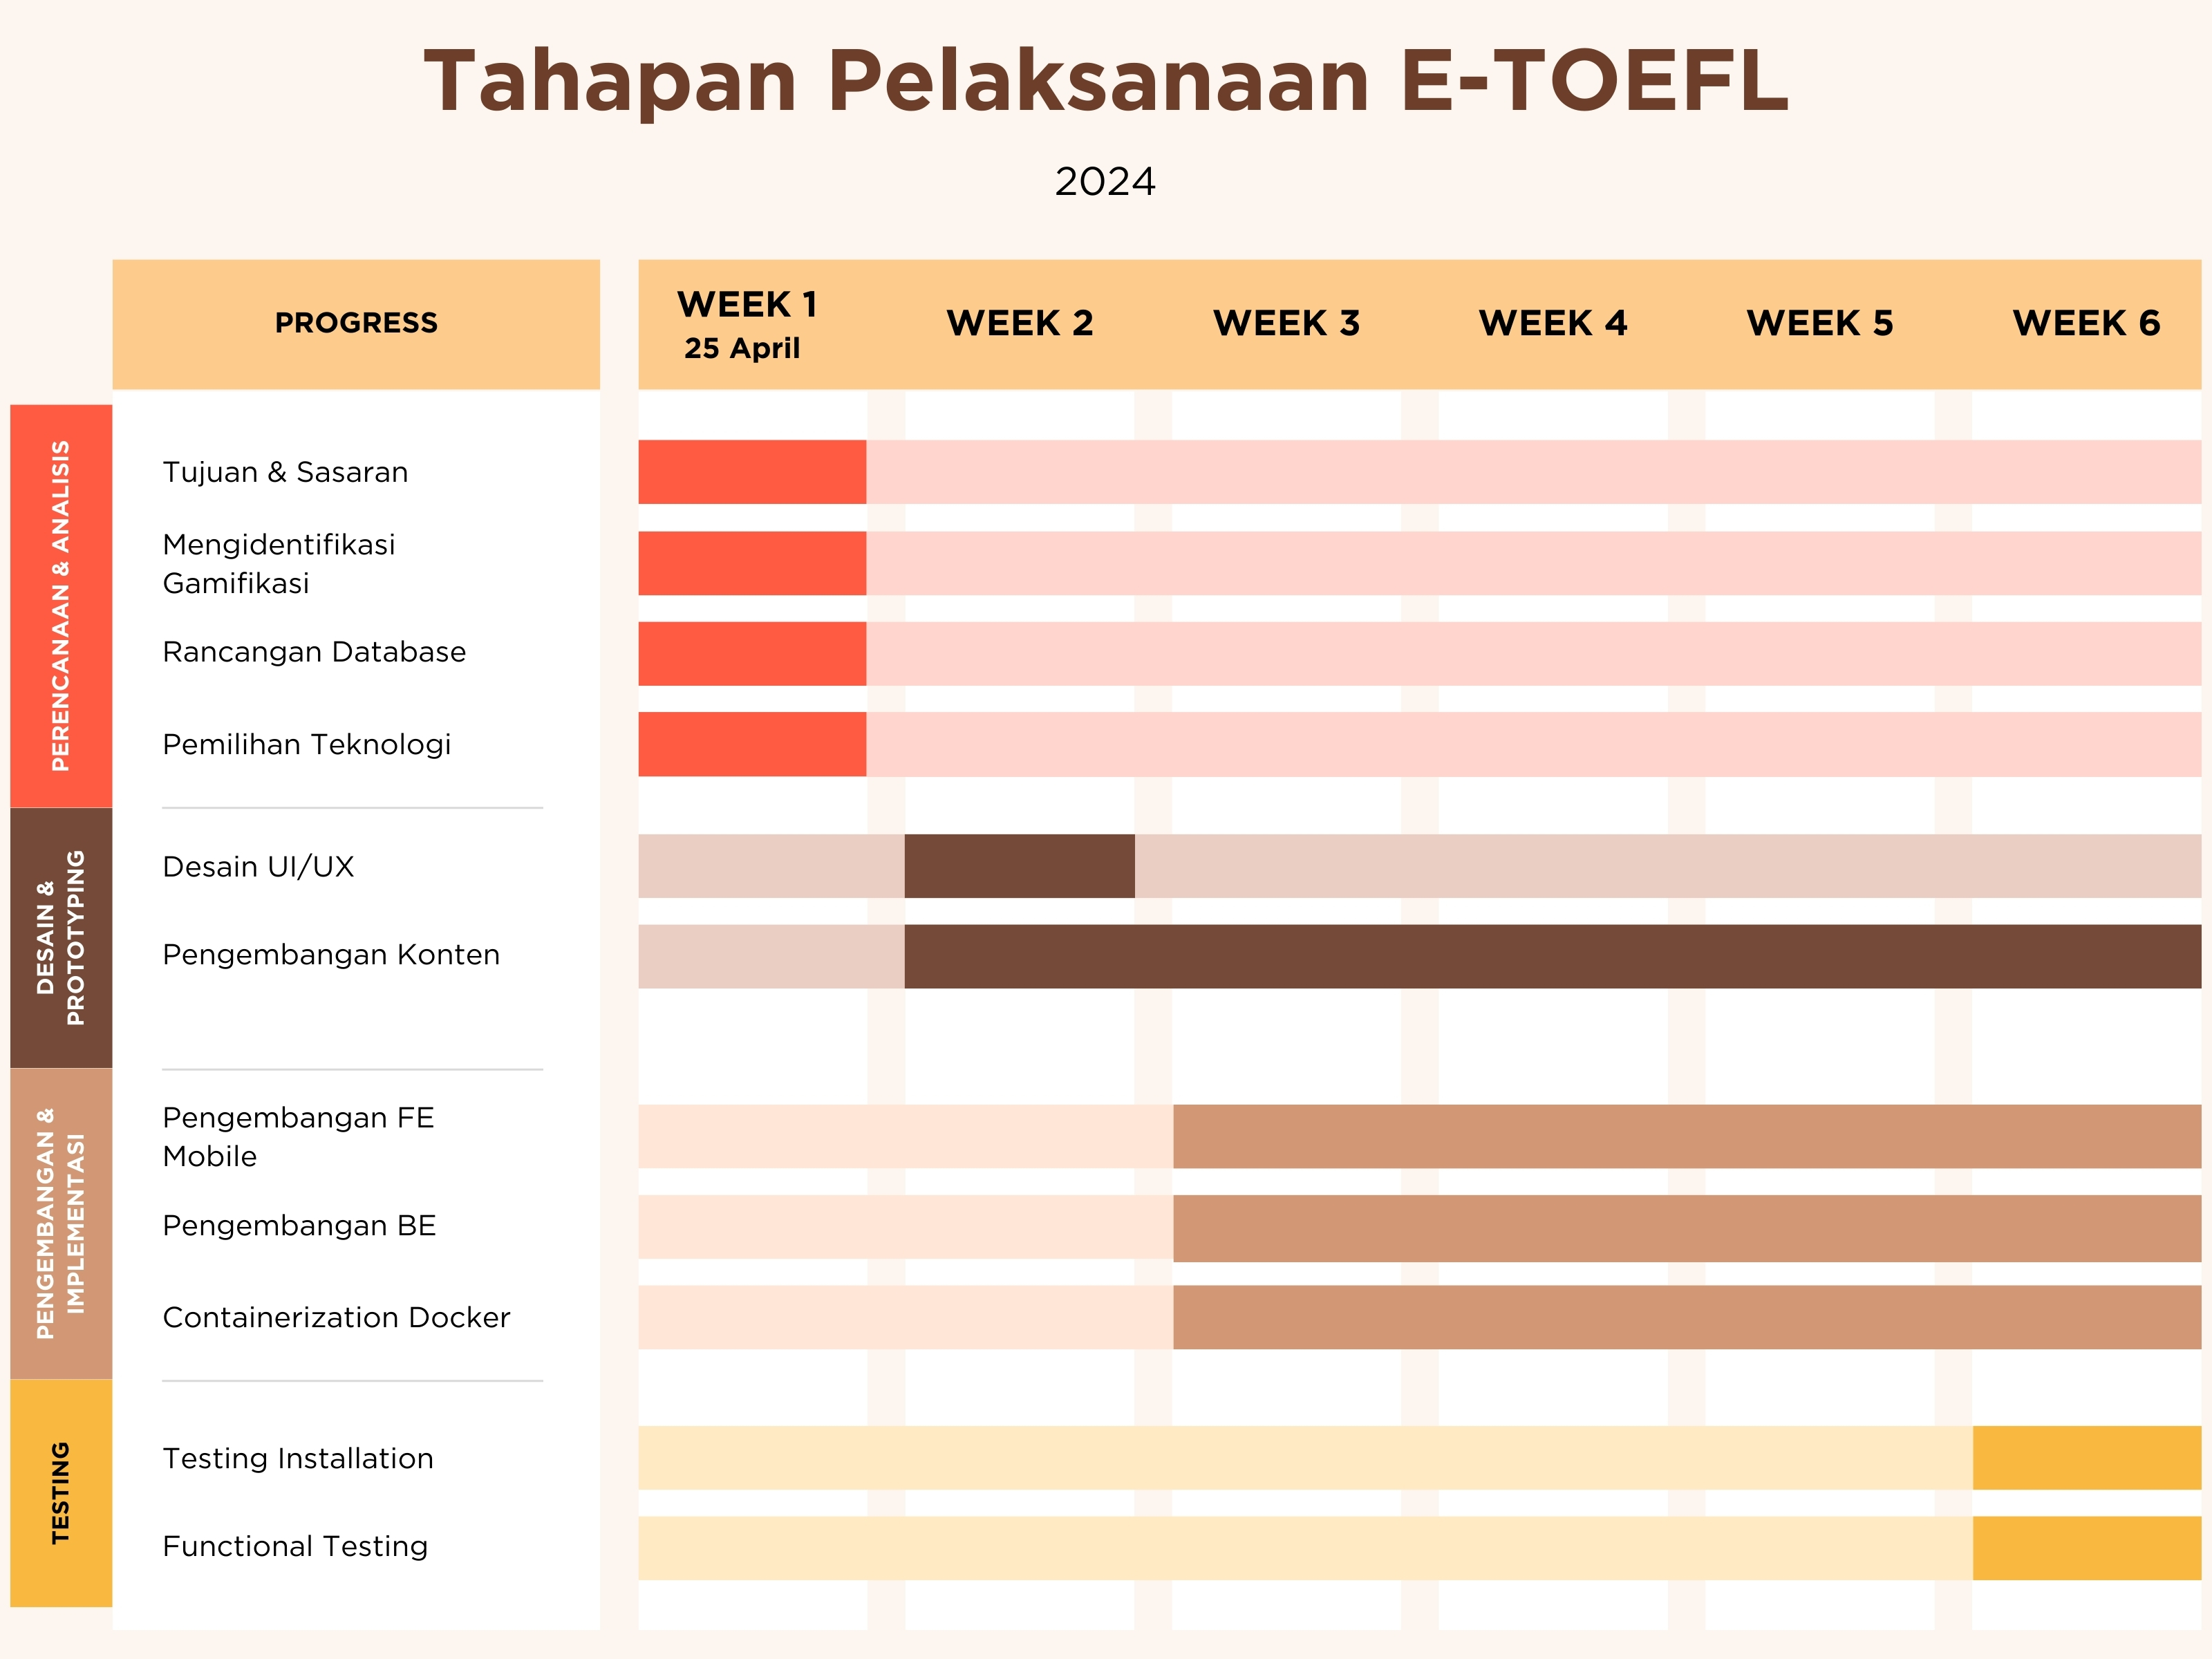 Tahapan Pelaksanaan E-TOEFL
2024
PROGRESS
WEEK 1
25 April
WEEK 2
WEEK 3
WEEK 4
WEEK 5
WEEK 6
PERENCANAAN & ANALISIS
Tujuan & Sasaran
Mengidentifikasi
Gamifikasi
Rancangan Database
Pemilihan Teknologi
DESAIN &
PROTOTYPING
Desain UI/UX
Pengembangan Konten
PENGEMBANGAN &
IMPLEMENTASI
Pengembangan FE
Mobile
Pengembangan BE
Containerization Docker
TESTING
Testing Installation
Functional Testing